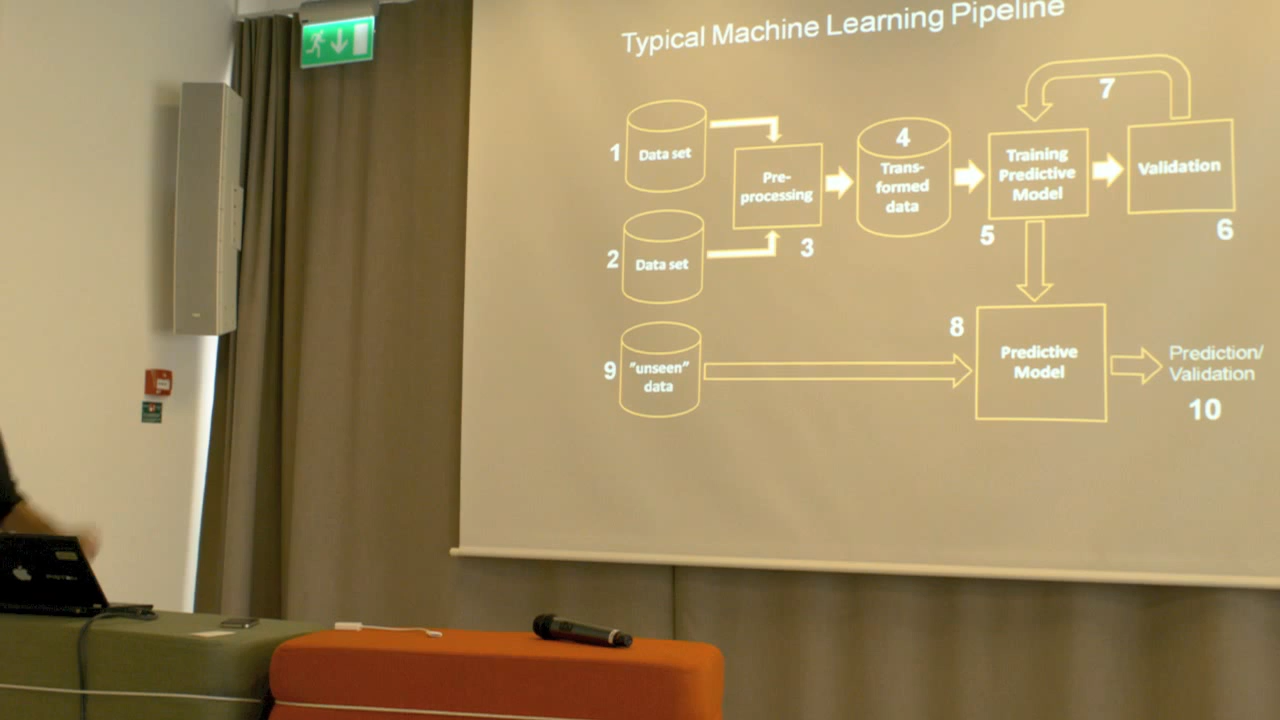 Typical Machine Learning Pipeline
7
1
Data set
4
Trans-
formed
data
Training
Predictive
Model
Validation
Pre-
processing
3
5
6
2
Data set
8
9
"unseen"
data
Predictive
Model
Prediction/
Validation
10